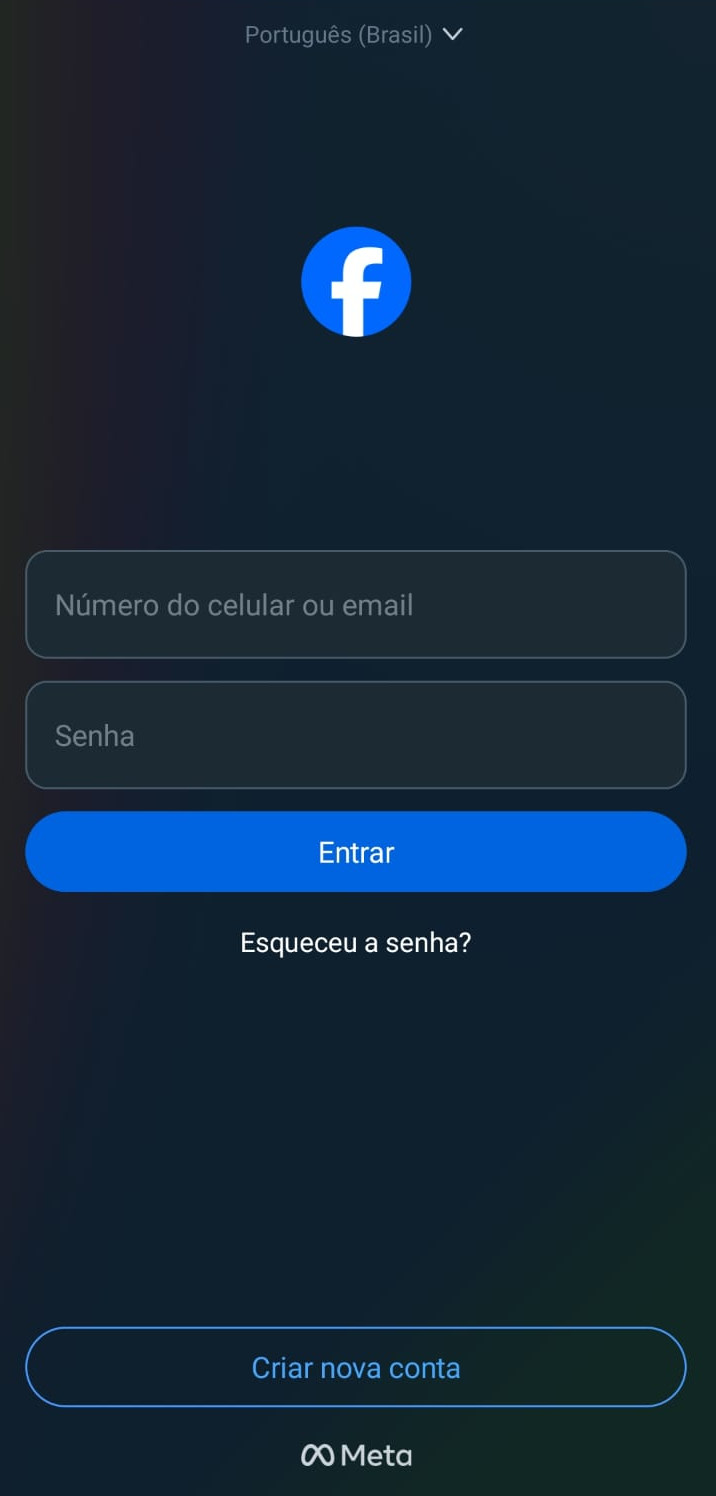 Português (Brasil)
f
Número do celular ou email
Senha
Entrar
Esqueceu a senha?
Criar nova conta
Meta